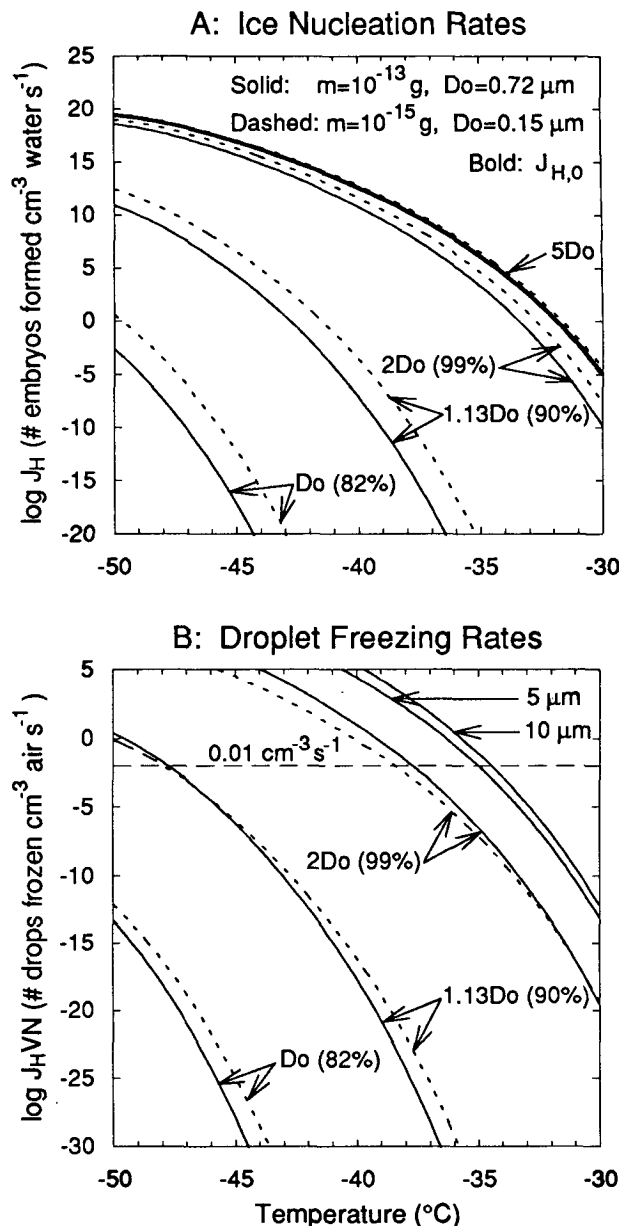 A: Ice Nucleation Rates
Solid: m=10⁻¹³ g, Do=0.72 μm
Dashed: m=10⁻¹⁵ g, Do=0.15 μm
Bold: J_H,o
5Do
2Do (99%)
1.13Do (90%)
Do (82%)
log J_H (# embryos formed cm⁻³ water s⁻¹)
25
20
15
10
5
0
-5
-10
-15
-20
-50
-45
-40
-35
-30
B: Droplet Freezing Rates
5 μm
10 μm
0.01 cm⁻³s⁻¹
2Do (99%)
1.13Do (90%)
Do (82%)
log J_HVN (# drops frozen cm⁻³ air s⁻¹)
5
0
-5
-10
-15
-20
-25
-30
-50
-45
-40
-35
-30
Temperature (°C)